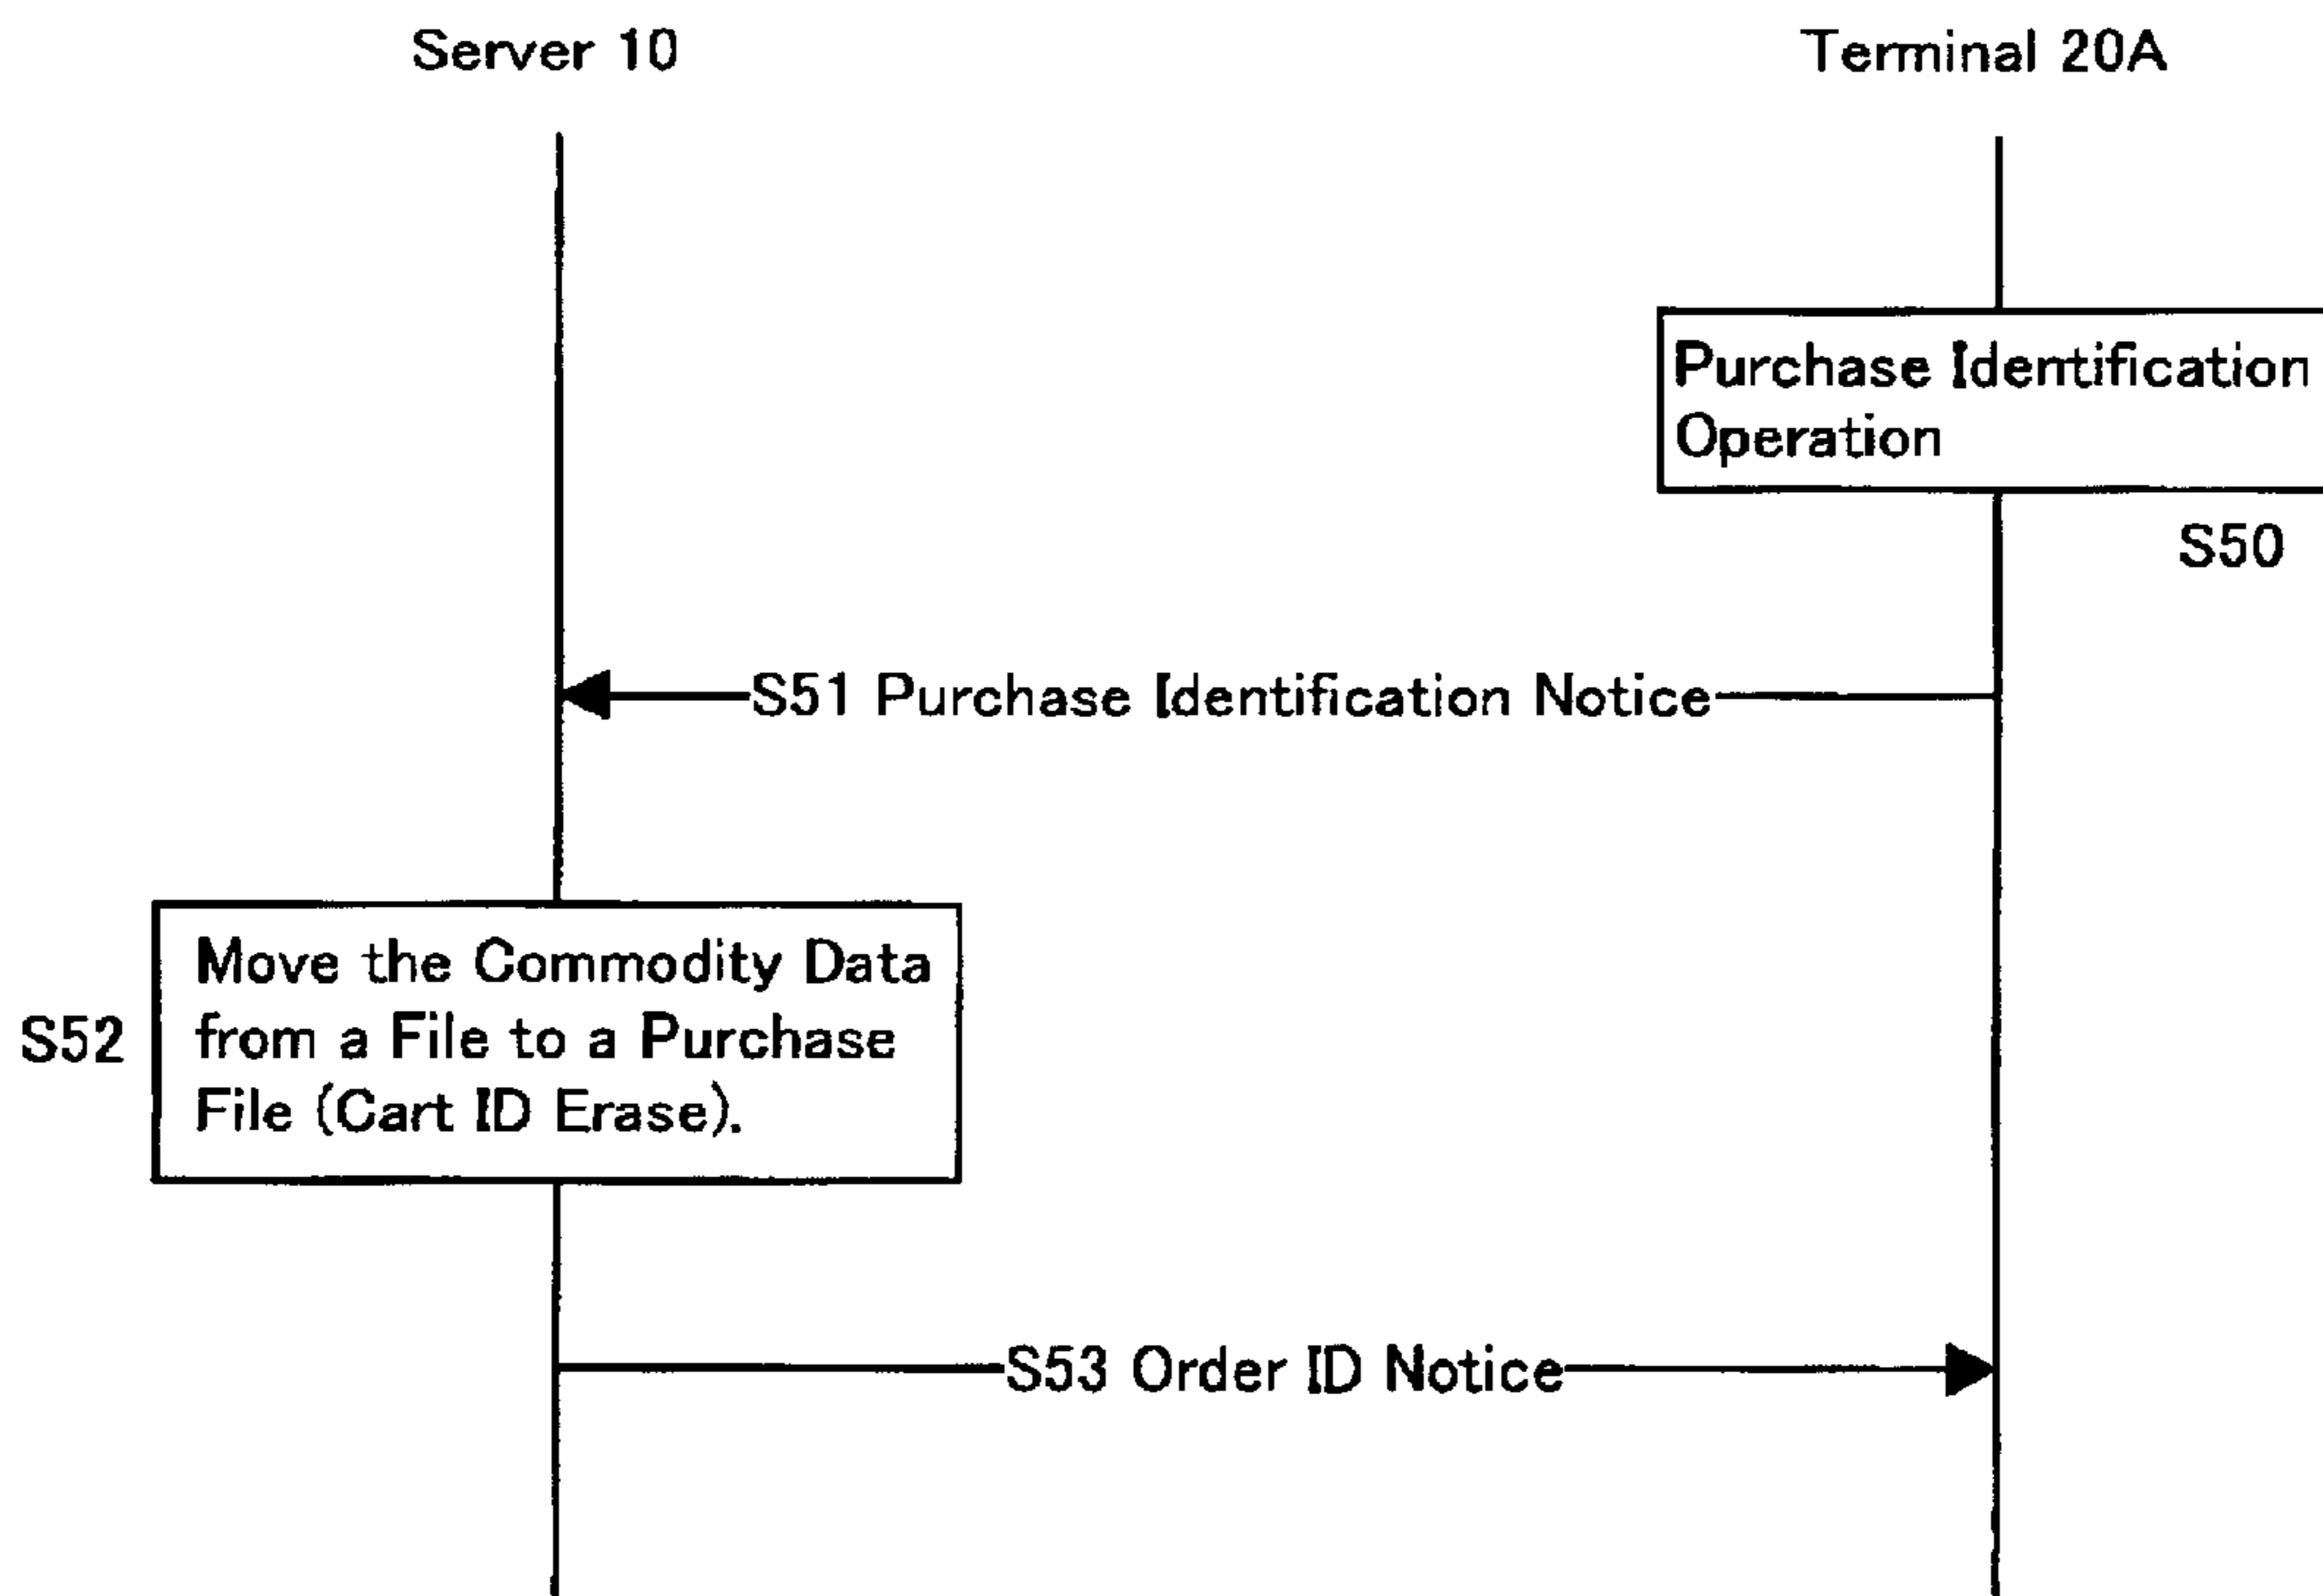 Server 10
Terminal 20A
Purchase Identification
Operation
S50
S51 Purchase Identification Notice
S52
Move the Commodity Data
from a File to a Purchase
File (Cart ID Erase).
S53 Order ID Notice